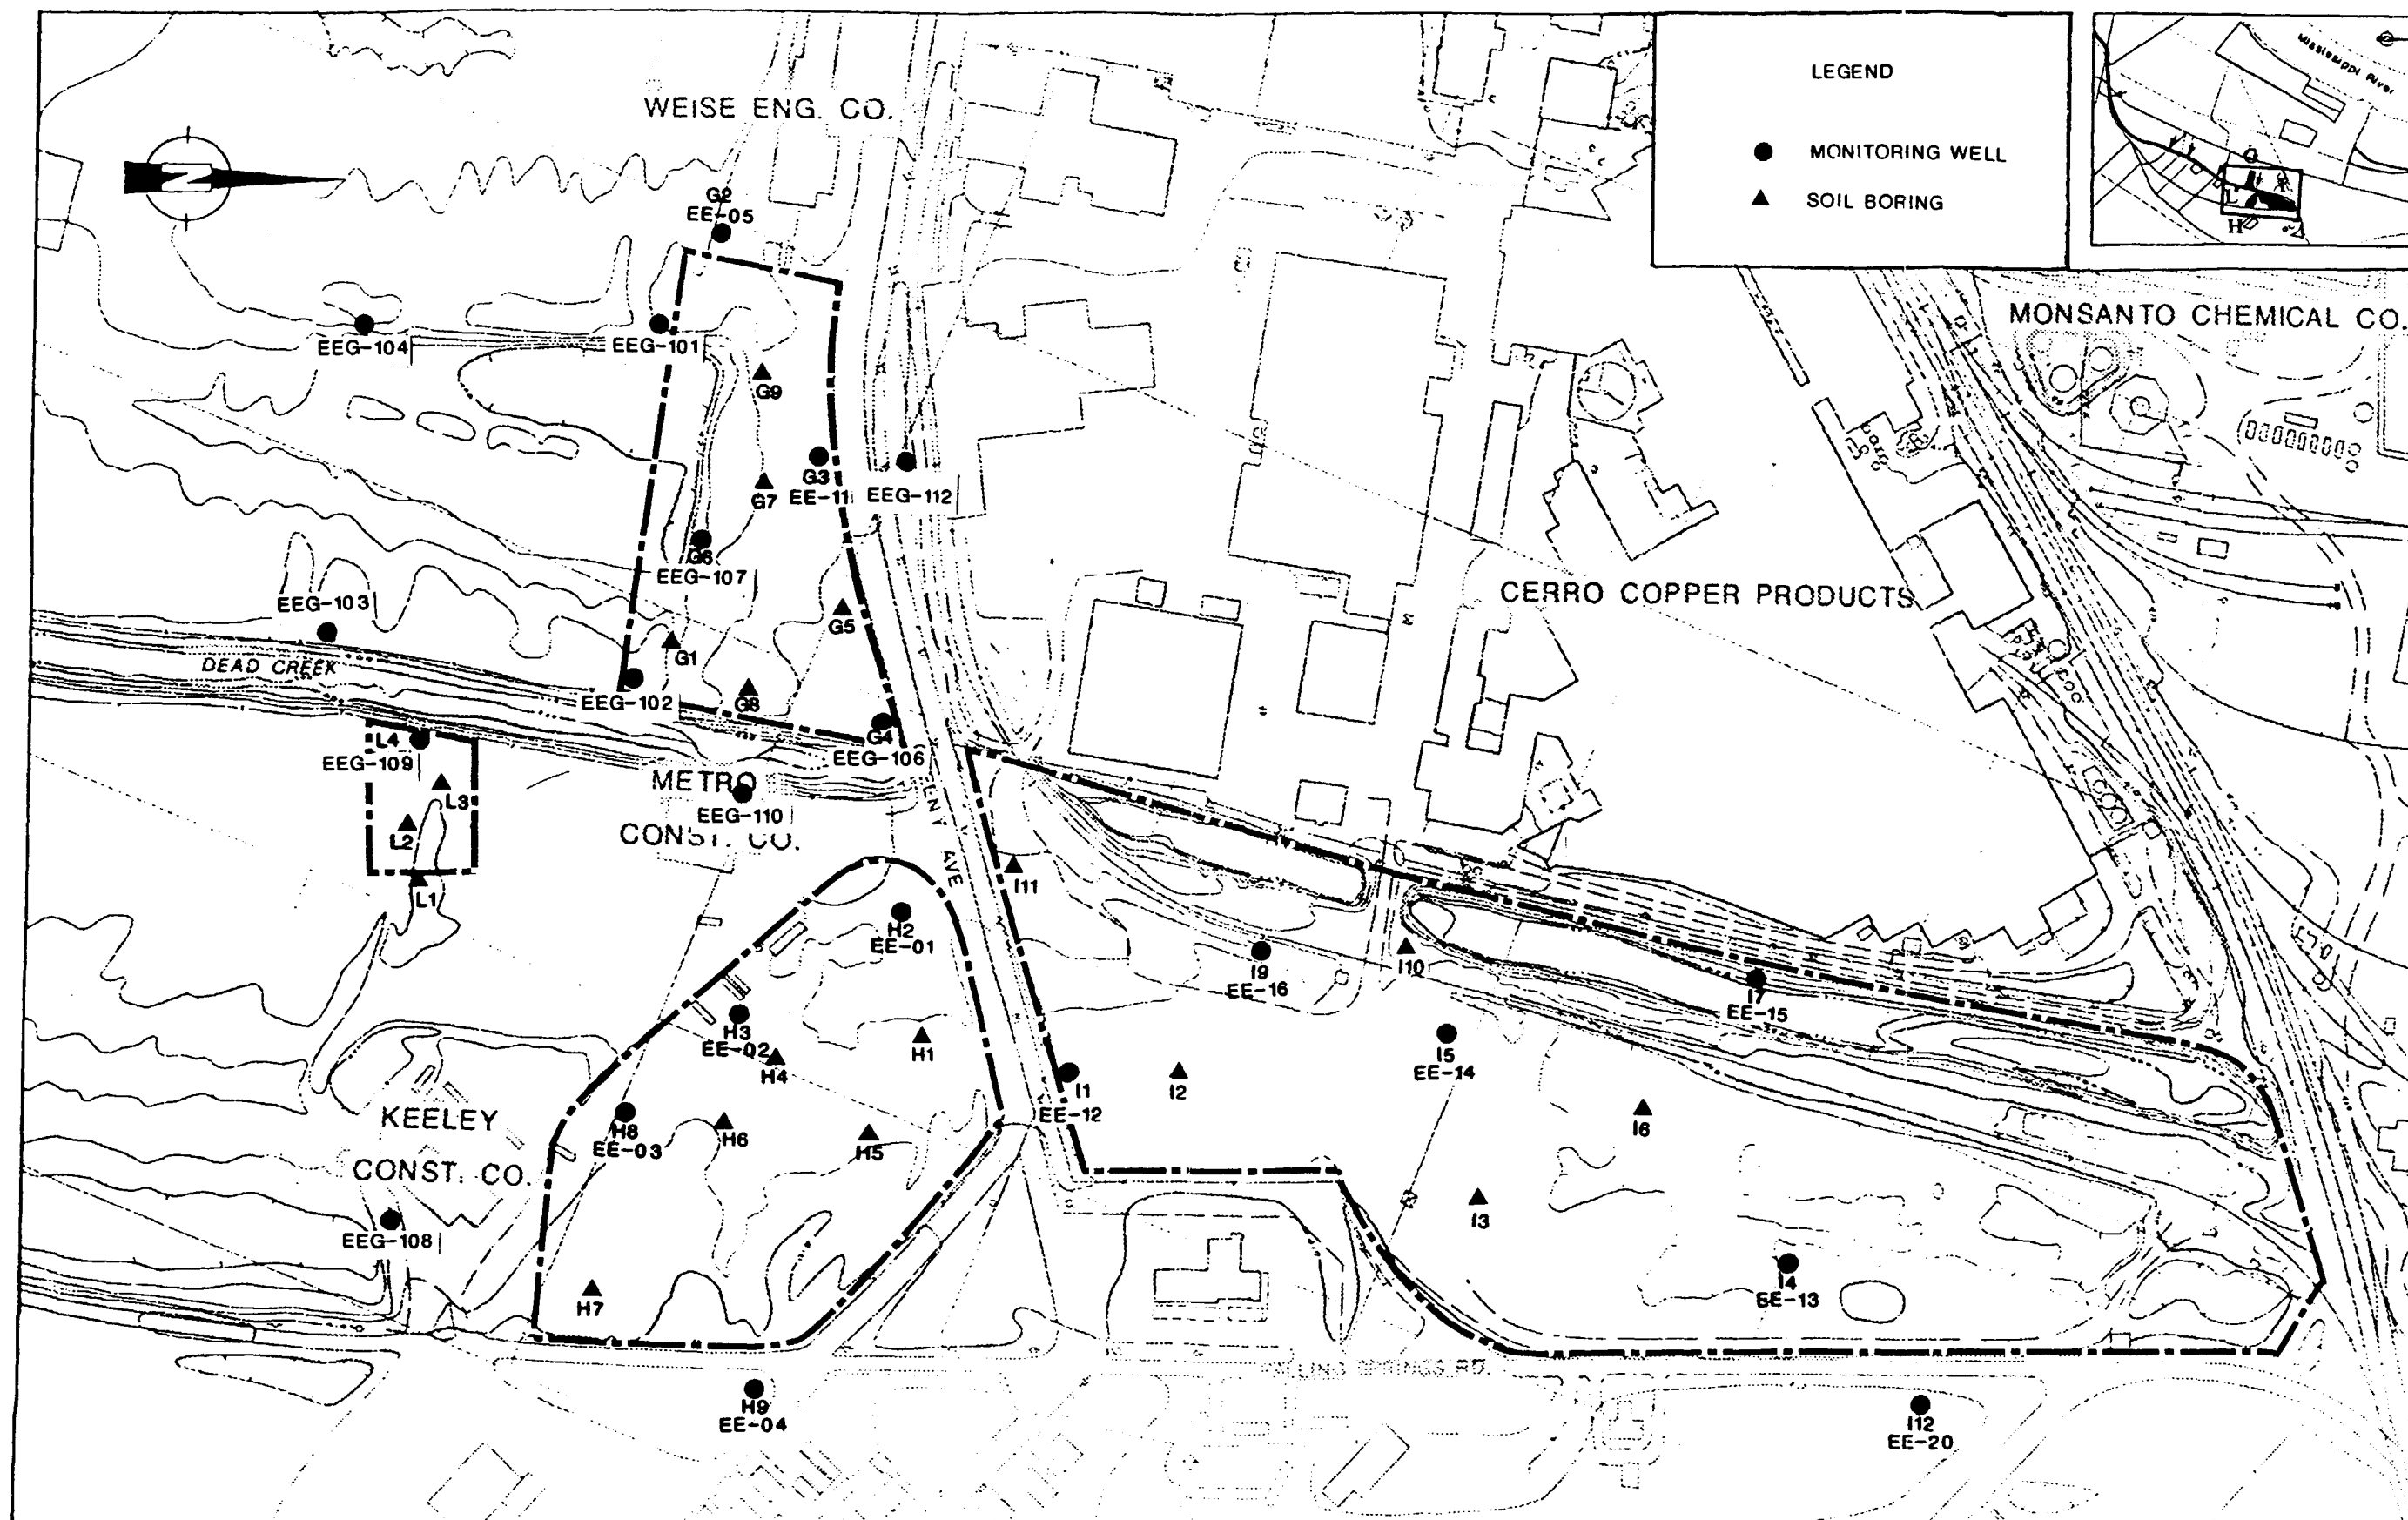 WEISE ENG. CO.
LEGEND
MONITORING WELL
SOIL BORING
Mississippi River
G
I
L
H
N
G2
EE-05
MONSANTO CHEMICAL CO.
EEG-104
EEG-101
G9
G7
G3
EE-11
EEG-112
G6
EEG-107
CERRO COPPER PRODUCTS
EEG-103
G5
G1
DEAD CREEK
EEG-102
G8
G4
EEG-106
L4
EEG-109
METRO
EEG-110
CONST. CO.
L3
L2
L1
AVE
I11
H2
EE-01
I9
EE-16
I10
I7
EE-15
H3
EE-02
H4
H1
I5
EE-14
I1
EE-12
I2
I6
KEELEY
CONST. CO.
H8
EE-03
H6
H5
EEG-108
I3
H7
I4
EE-13
SPRINGS RD.
H9
EE-04
I12
EE-20